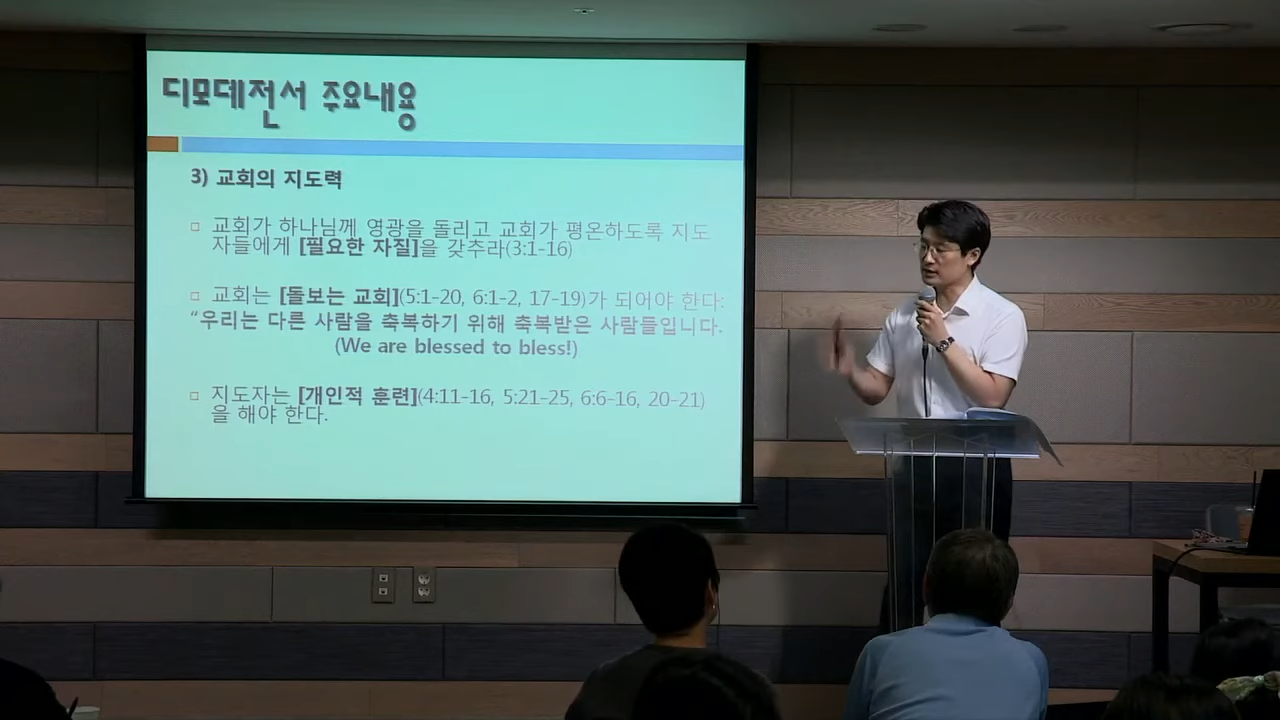 디모데전서 주요내용
3) 교회의 지도력
□ 교회가 하나님께 영광을 돌리고 교회가 평온하도록 지도
자들에게 [필요한 자질]을 갖추라(3:1-16)
□ 교회는 [돌보는 교회](5:1-20, 6:1-2, 17-19)가 되어야 한다:
“우리는 다른 사람을 축복하기 위해 축복받은 사람들입니다.
(We are blessed to bless!)
□ 지도자는 [개인적 훈련](4:11-16, 5:21-25, 6:6-16, 20-21)
을 해야 한다.